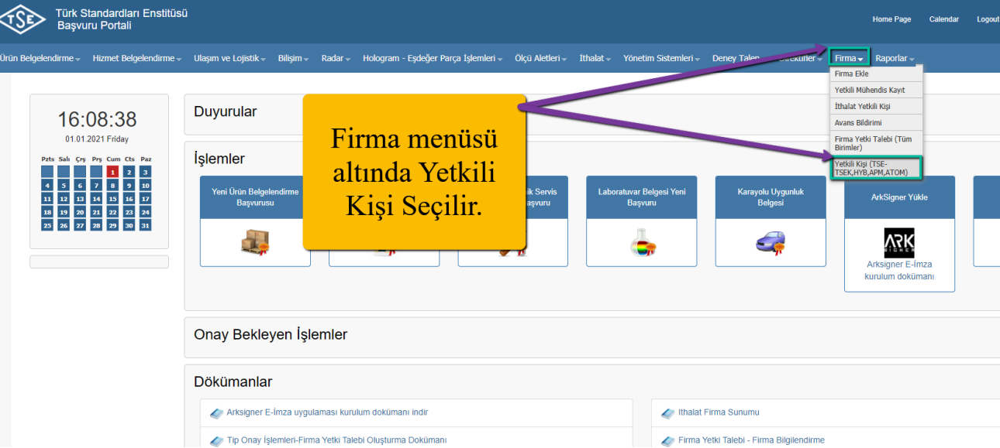 TSE
Türk Standardları Enstitüsü
Başvuru Portali
Home Page Calendar Logout
Ürün Belgelendirme Hizmet Belgelendirme Ulaşım ve Lojistik Bilişim Radar Hologram - Eşdeğer Parça İşlemleri Ölçü Aletleri İthalat Yönetim Sistemleri Deney Talep Direktifler Firma Raporlar
Firma Ekle
Yetkili Mühendis Kayıt
İthalat Yetkili Kişi
Avans Bildirimi
Firma Yetki Talebi (Tüm
Birimler)
Yetkili Kişi (TSE-
TSEK,HYB,APM,ATOM)
16:08:38
01.01.2021 Friday
Pzts Salı Çrş Prş Cum Cts Paz
1 2 3
4 5 6 7 8 9 10
11 12 13 14 15 16 17
18 19 20 21 22 23 24
25 26 27 28 29 30 31
Duyurular
Firma menüsü
altında Yetkili
Kişi Seçilir.
İşlemler
Yeni Ürün Belgelendirme
Başvurusu
ik Servis
aşvuru
Laboratuvar Belgesi Yeni
Başvuru
Karayolu Uygunluk
Belgesi
ArkSigner Yükle
ARK
SIGNER
Arksigner E-İmza
kurulum dokümanı
Onay Bekleyen İşlemler
Dökümanlar
Arksigner E-İmza uygulaması kurulum dokümanı indir
Ithalat Firma Sunumu
Tip Onay İşlemleri-Firma Yetki Talebi Oluşturma Dokümanı
Firma Yetki Talebi - Firma Bilgilendirme